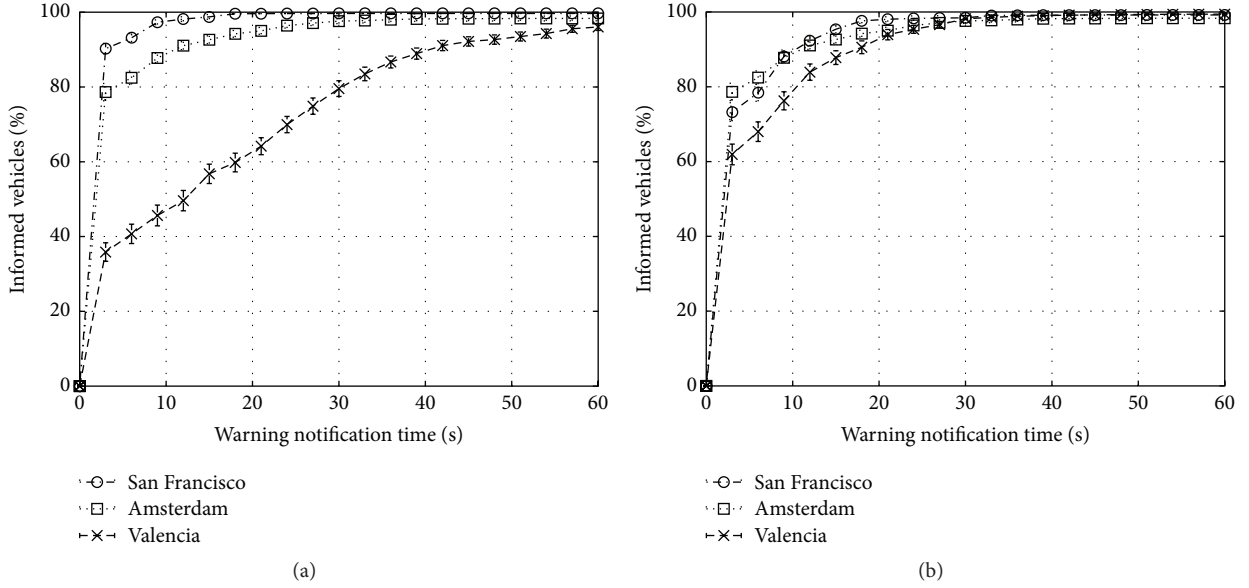 100
80
60
40
20
0
Informed vehicles (%)
0 10 20 30 40 50 60
Warning notification time (s)
San Francisco
Amsterdam
Valencia
(a)
100
80
60
40
20
0
Informed vehicles (%)
0 10 20 30 40 50 60
Warning notification time (s)
San Francisco
Amsterdam
Valencia
(b)